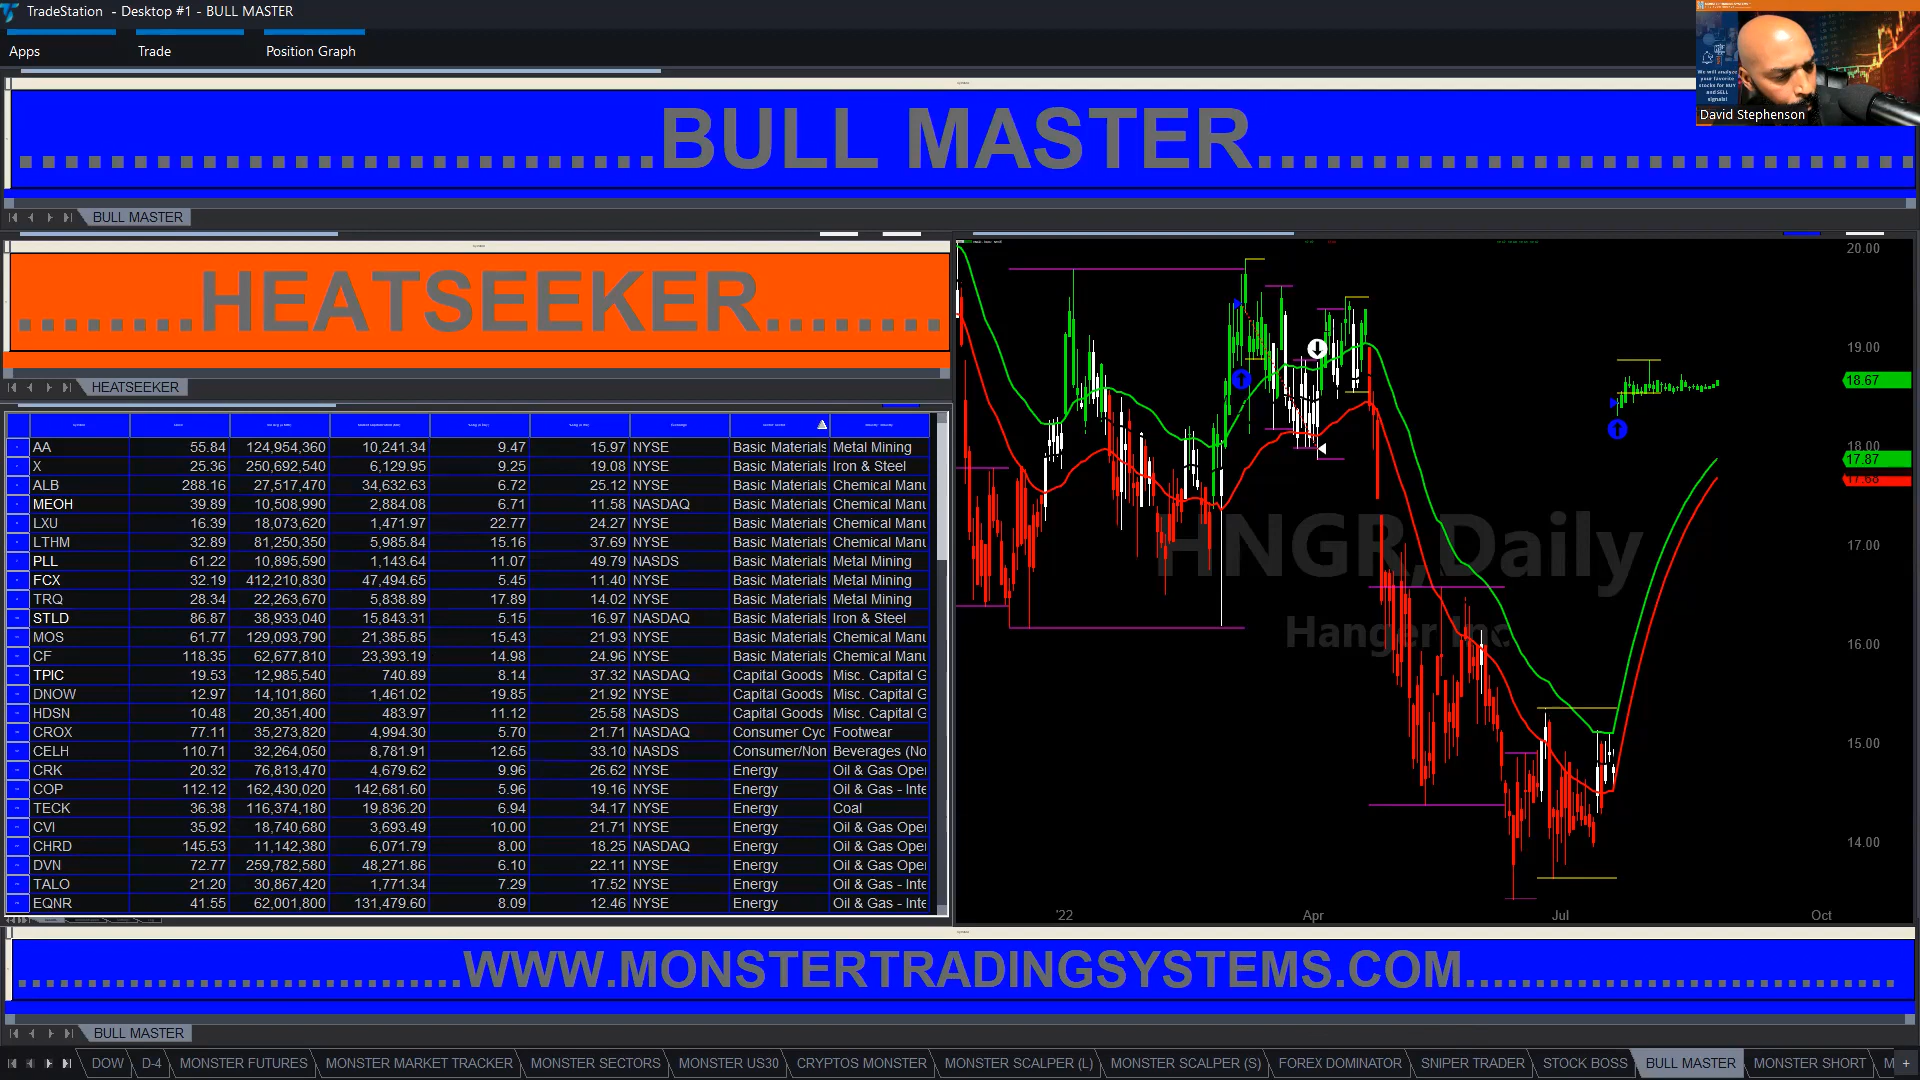 TradeStation - Desktop #1 - BULL MASTER
Apps Trade Position Graph
We will analyze
your favorite
stocks for BUY
and SELL
signals!
David Stephenson
BULL MASTER
BULL MASTER
HEATSEEKER
HEATSEEKER
AA 55.84 124,954,360 10,241.34 9.47 15.97 NYSE Basic Materials Metal Mining
X 25.36 250,692,540 6,129.95 9.25 19.08 NYSE Basic Materials Iron & Steel
ALB 288.16 27,517,470 34,632.63 6.72 25.12 NYSE Basic Materials Chemical Manu
MEOH 39.89 10,508,990 2,884.08 6.71 11.58 NASDAQ Basic Materials Chemical Manu
LXU 16.39 18,073,620 1,471.97 22.77 24.27 NYSE Basic Materials Chemical Manu
LTHM 32.89 81,250,350 5,985.84 15.16 37.69 NYSE Basic Materials Chemical Manu
PLL 61.22 10,895,590 1,143.64 11.07 49.79 NASDS Basic Materials Metal Mining
FCX 32.19 412,210,830 47,494.65 5.45 11.40 NYSE Basic Materials Metal Mining
TRQ 28.34 22,263,670 5,838.89 17.89 14.02 NYSE Basic Materials Metal Mining
STLD 86.87 38,933,040 15,843.31 5.15 16.97 NASDAQ Basic Materials Iron & Steel
MOS 61.77 129,093,790 21,385.85 15.43 21.93 NYSE Basic Materials Chemical Manu
CF 118.35 62,677,810 23,393.19 14.98 24.96 NYSE Basic Materials Chemical Manu
TPIC 19.53 12,985,540 740.89 8.14 37.32 NASDAQ Capital Goods Misc. Capital G
DNOW 12.97 14,101,860 1,461.02 19.85 21.92 NYSE Capital Goods Misc. Capital G
HDSN 10.48 20,351,400 483.97 11.12 25.58 NASDS Capital Goods Misc. Capital G
CROX 77.11 35,273,820 4,994.30 5.70 21.71 NASDAQ Consumer Cyc Footwear
CELH 110.71 32,264,050 8,781.91 12.65 33.10 NASDS Consumer/Non Beverages (No
CRK 20.32 76,813,470 4,679.62 9.96 26.62 NYSE Energy Oil & Gas Oper
COP 112.12 162,430,020 142,681.60 5.96 19.16 NYSE Energy Oil & Gas - Inte
TECK 36.38 116,374,180 19,836.20 6.94 34.17 NYSE Energy Coal
CVI 35.92 18,740,680 3,693.49 10.00 21.71 NYSE Energy Oil & Gas Oper
CHRD 145.53 11,142,380 6,071.79 8.00 18.25 NASDAQ Energy Oil & Gas Oper
DVN 72.77 259,782,580 48,271.86 6.10 22.11 NYSE Energy Oil & Gas Oper
TALO 21.20 30,867,420 1,771.34 7.29 17.52 NYSE Energy Oil & Gas - Inte
EQNR 41.55 62,001,800 131,479.60 8.09 12.46 NYSE Energy Oil & Gas - Inte
HNGR,Daily
Hanger Inc
20.00
19.00
18.67
18.00
17.87
17.68
17.00
16.00
15.00
14.00
'22 Apr Jul Oct
WWW.MONSTERTRADINGSYSTEMS.COM
BULL MASTER
DOW D-4 MONSTER FUTURES MONSTER MARKET TRACKER MONSTER SECTORS MONSTER US30 CRYPTOS MONSTER MONSTER SCALPER (L) MONSTER SCALPER (S) FOREX DOMINATOR SNIPER TRADER STOCK BOSS BULL MASTER MONSTER SHORT M +